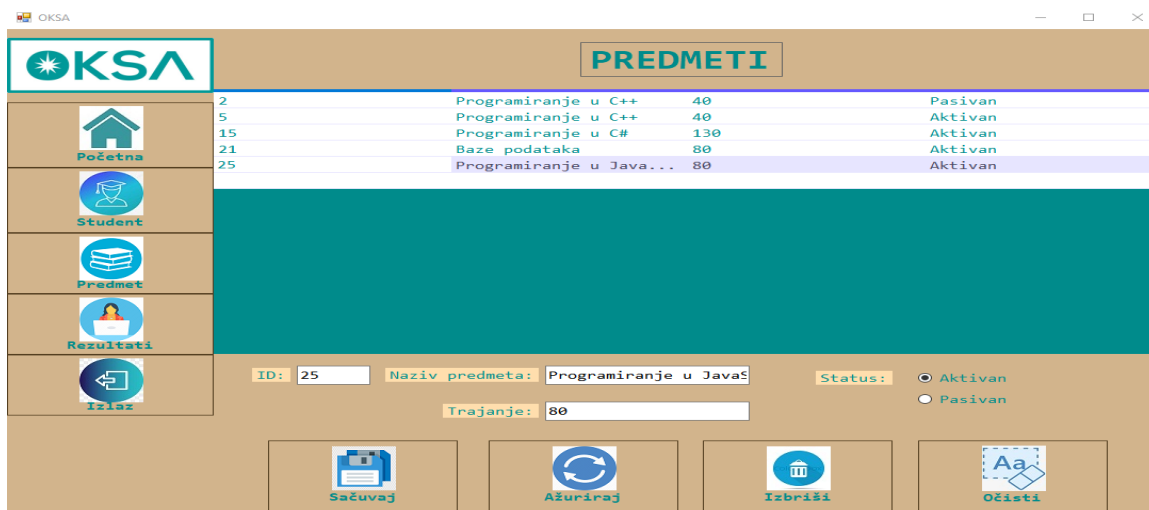 OKSA
OKSA
PREDMETI
2 Programiranje u C++ 40 Pasivan
5 Programiranje u C++ 40 Aktivan
15 Programiranje u C# 130 Aktivan
21 Baze podataka 80 Aktivan
25 Programiranje u Java... 80 Aktivan
Početna
Student
Predmet
Rezultati
Izlaz
ID: 25 Naziv predmeta: Programiranje u JavaS Status: Aktivan
Trajanje: 80 Pasivan
Aa
Sačuvaj Ažuriraj Izbriši Očisti